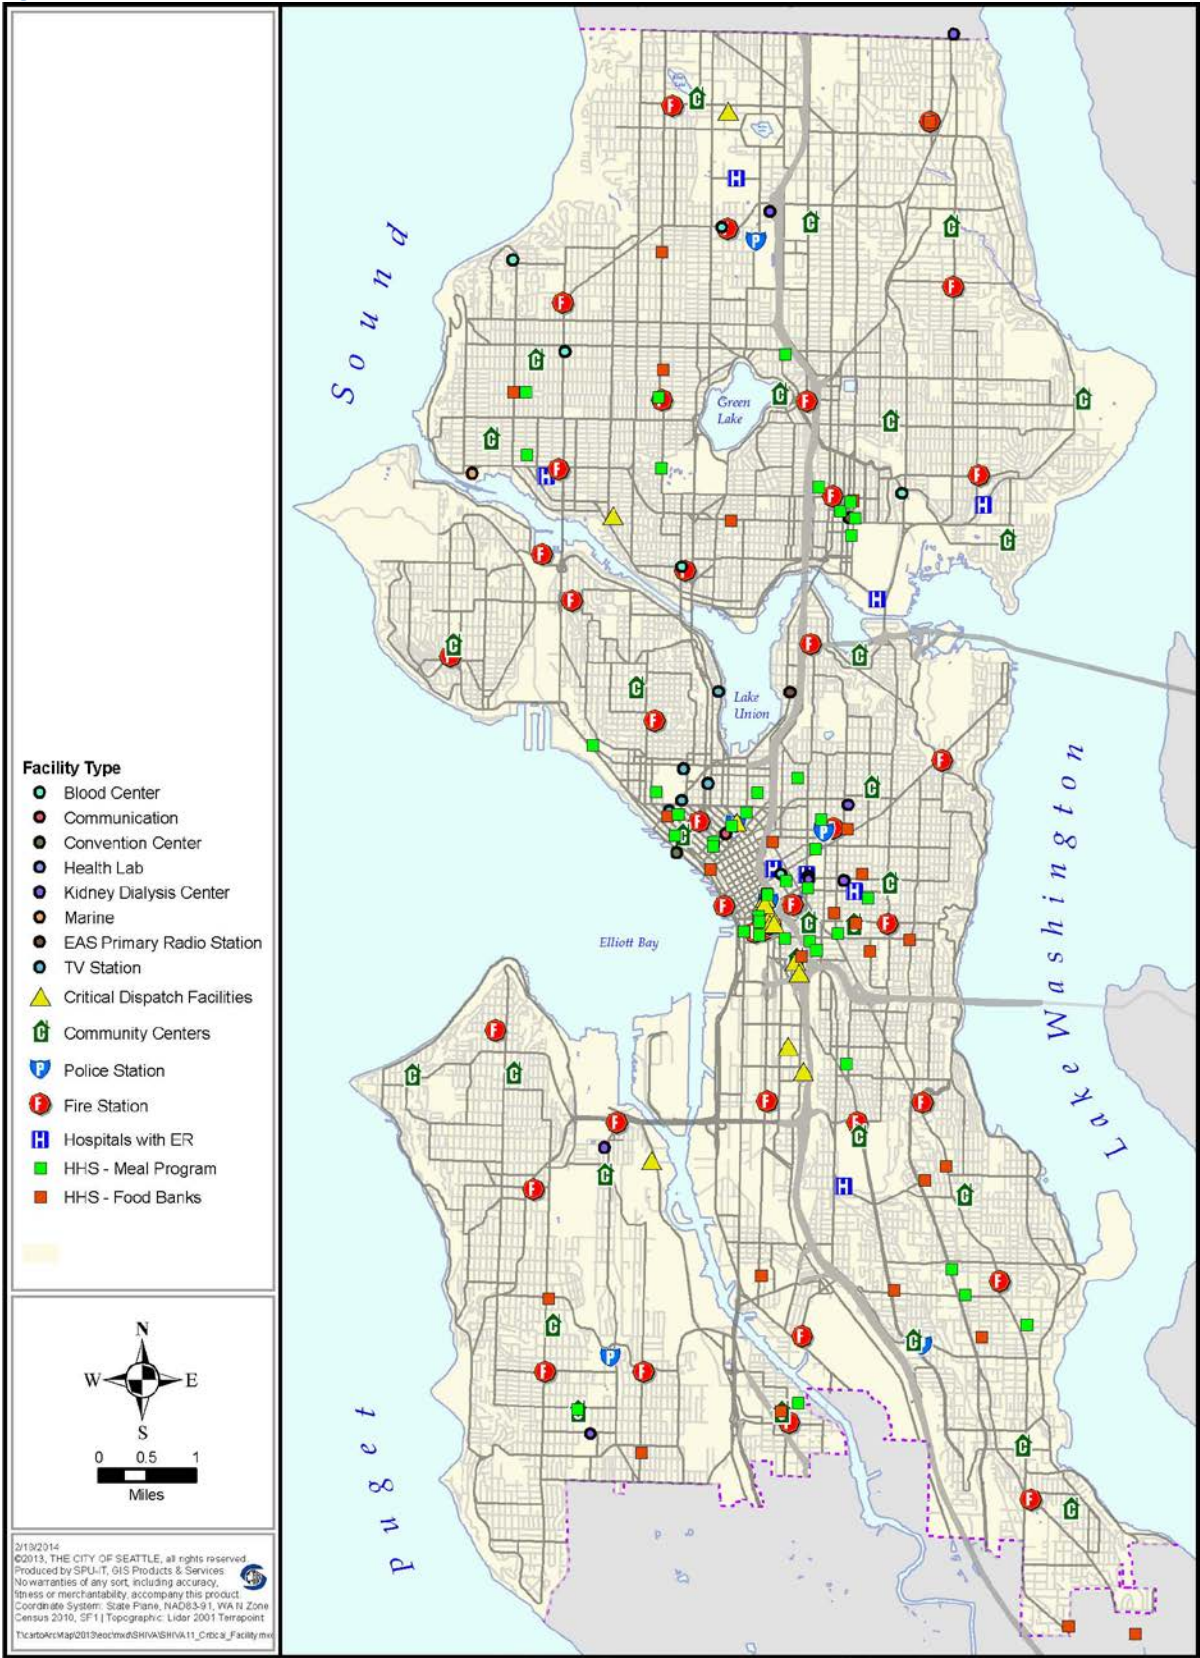 Facility Type
Blood Center
Communication
Convention Center
Health Lab
Kidney Dialysis Center
Marine
EAS Primary Radio Station
TV Station
Critical Dispatch Facilities
Community Centers
Police Station
Fire Station
Hospitals with ER
HHS - Meal Program
HHS - Food Banks
N
W E
S
0 0.5 1
Miles
2/13/2014
©2013, THE CITY OF SEATTLE, all rights reserved.
Produced by SPU-IT, GIS Products & Services
No warranties of any sort, including accuracy,
fitness or merchantability, accompany this product.
Coordinate System: State Plane, NAD83-91, WA N Zone
Census 2010, SF1 | Topographic: Lidar 2001 Terrapoint
Puget Sound
Green
Lake
Lake
Union
Elliott Bay
Lake Washington